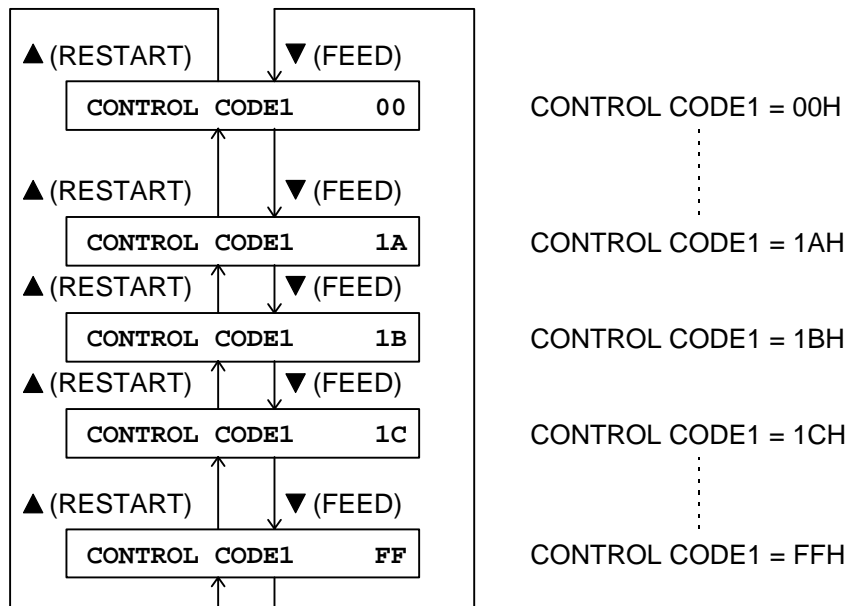 ▲(RESTART) ▼(FEED)
CONTROL CODE1 00 CONTROL CODE1 = 00H
▲(RESTART) ▼(FEED)
CONTROL CODE1 1A CONTROL CODE1 = 1AH
▲(RESTART) ▼(FEED)
CONTROL CODE1 1B CONTROL CODE1 = 1BH
▲(RESTART) ▼(FEED)
CONTROL CODE1 1C CONTROL CODE1 = 1CH
▲(RESTART) ▼(FEED)
CONTROL CODE1 FF CONTROL CODE1 = FFH